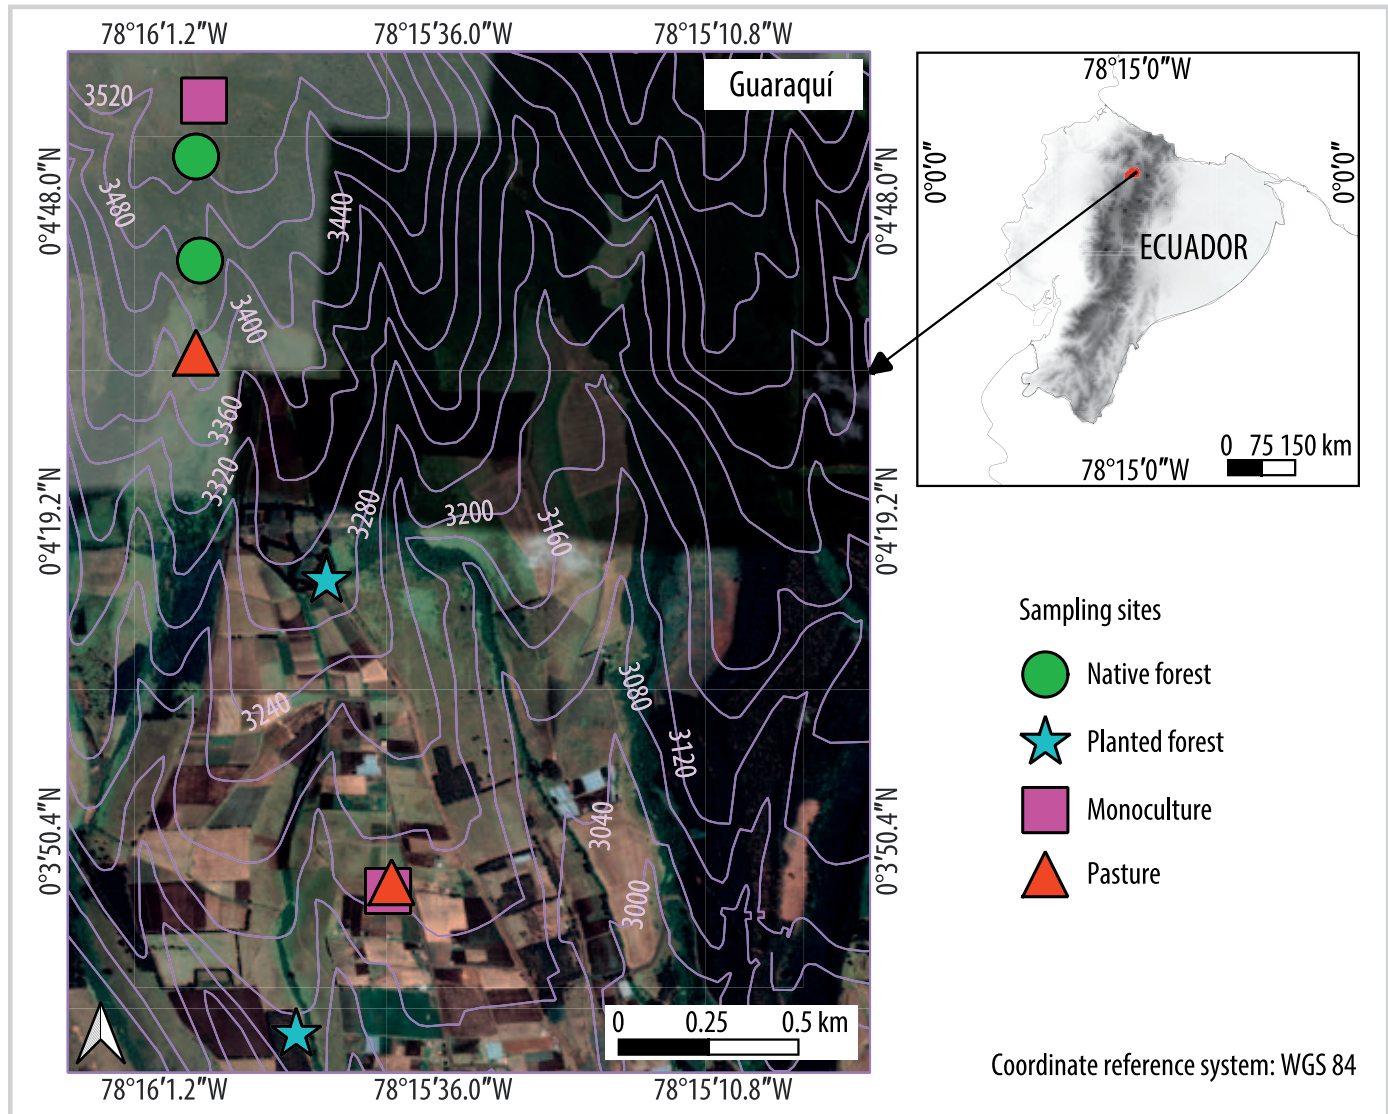 78°16′1.2″W 78°15′36.0″W 78°15′10.8″W
Guaraquí
3520
3480
3440
3400
3360
3320
3280
3200
3160
3240
3080
3120
3040
3000
0°4′48.0″N
0°4′19.2″N
0°3′50.4″N
0°4′48.0″N
0°4′19.2″N
0°3′50.4″N
0 0.25 0.5 km
78°16′1.2″W 78°15′36.0″W 78°15′10.8″W
78°15′0″W
0°0′0″
0°0′0″
ECUADOR
0 75 150 km
78°15′0″W
Sampling sites
Native forest
Planted forest
Monoculture
Pasture
Coordinate reference system: WGS 84